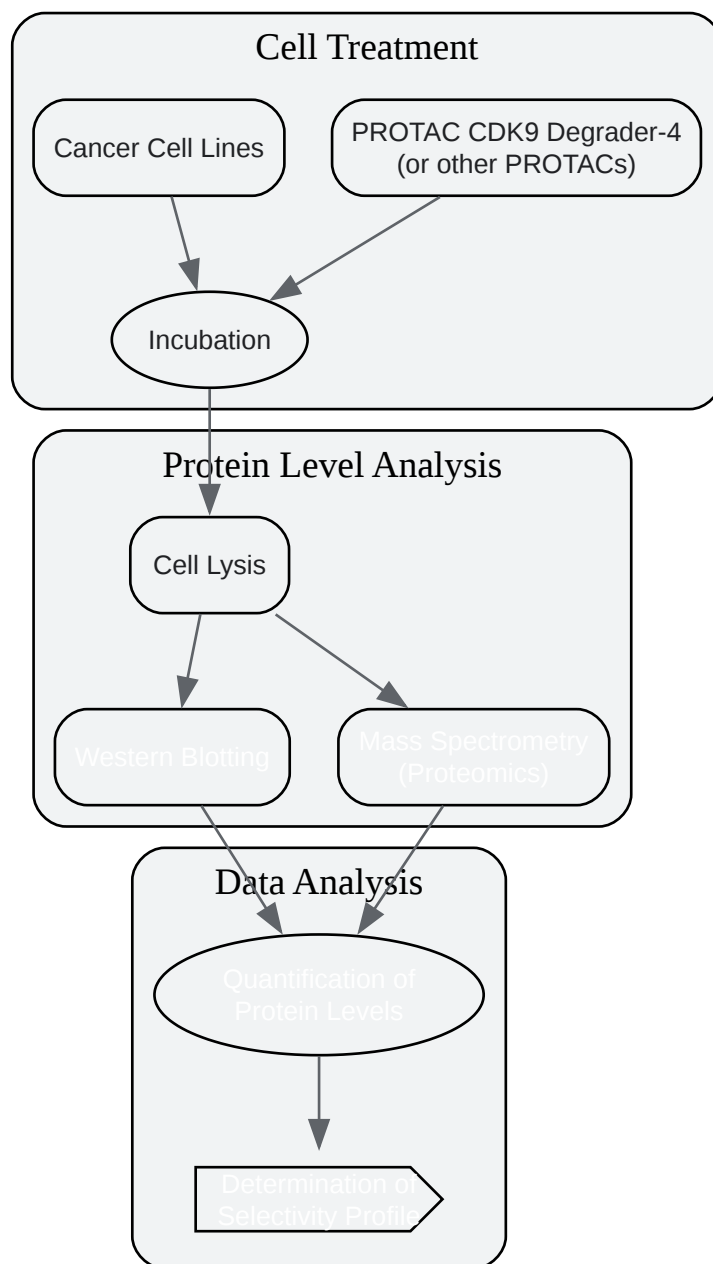 Cell Treatment
Cancer Cell Lines
PROTAC CDK9 Degrader-4
(or other PROTACs)
Incubation
Protein Level Analysis
Cell Lysis
Western Blotting
Mass Spectrometry
(Proteomics)
Data Analysis
Quantification of
Protein Levels
Determination of
Selectivity Profile